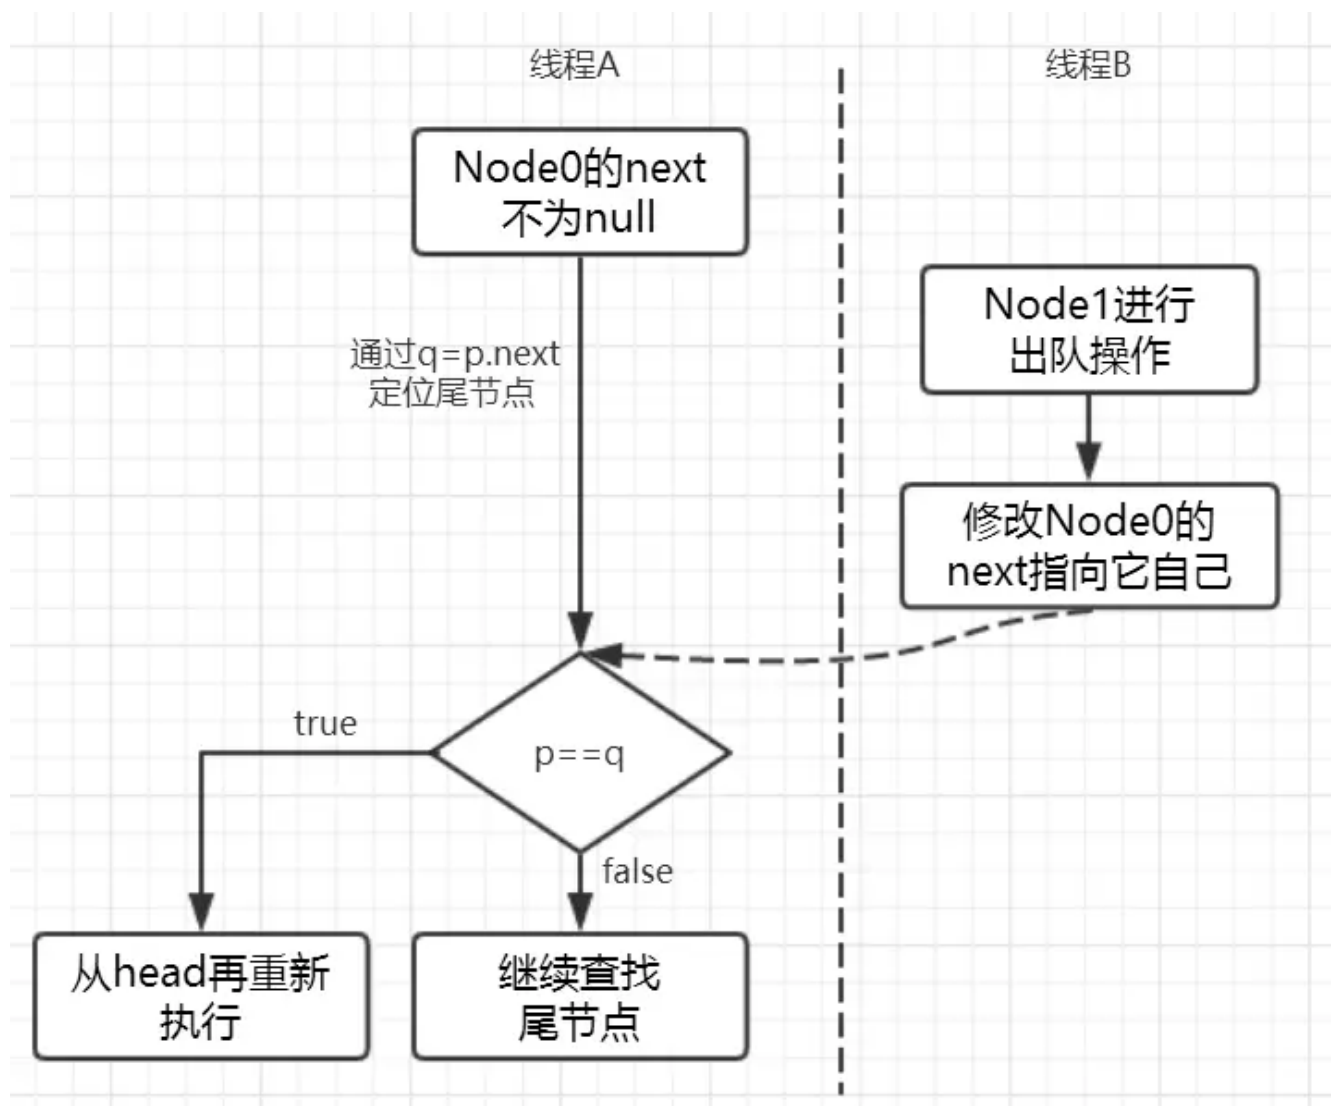 线程A
线程B
Node0的next
不为null
Node1进行
出队操作
通过q=p.next
定位尾节点
修改Node0的
next指向它自己
true
p==q
false
从head再重新
执行
继续查找
尾节点